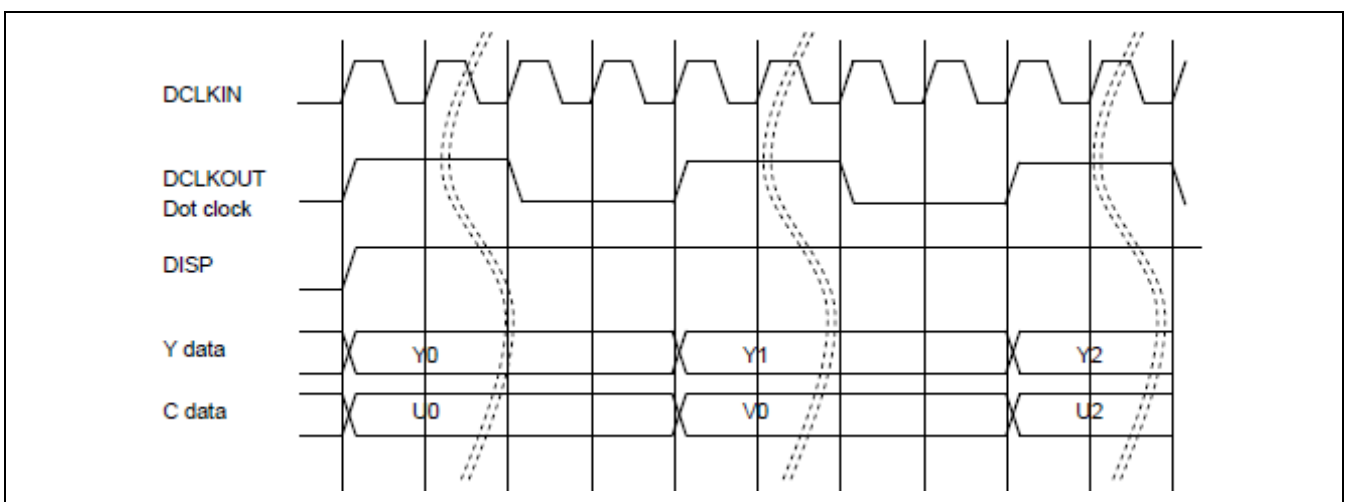 DCLKIN
DCLKOUT
Dot clock
DISP
Y data Y0 Y1 Y2
C data U0 V0 U2